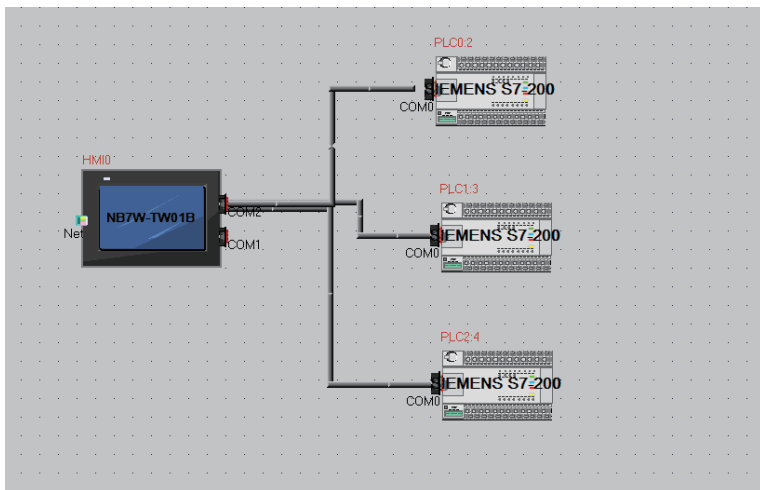 PLC0:2
SIEMENS S7-200
COM0
HMI0
NB7W-TW01B
COM2
Net
COM1
PLC1:3
SIEMENS S7-200
COM0
PLC2:4
SIEMENS S7-200
COM0